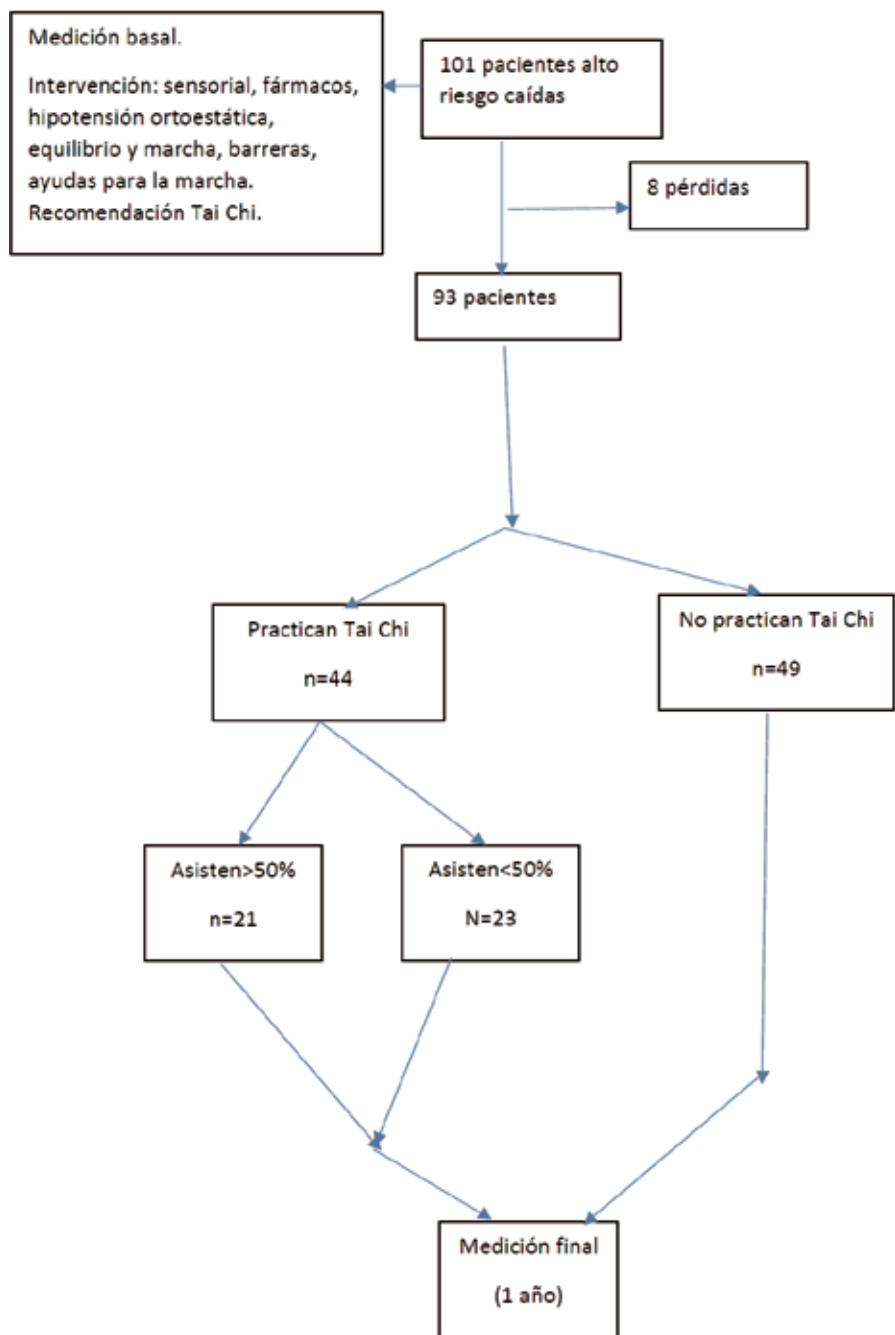 Medición basal.
Intervención: sensorial, fármacos,
hipotensión ortoestática,
equilibrio y marcha, barreras,
ayudas para la marcha.
Recomendación Tai Chi.
101 pacientes alto
riesgo caídas
8 pérdidas
93 pacientes
Practican Tai Chi
n=44
No practican Tai Chi
n=49
Asisten>50%
n=21
Asisten<50%
N=23
Medición final
(1 año)